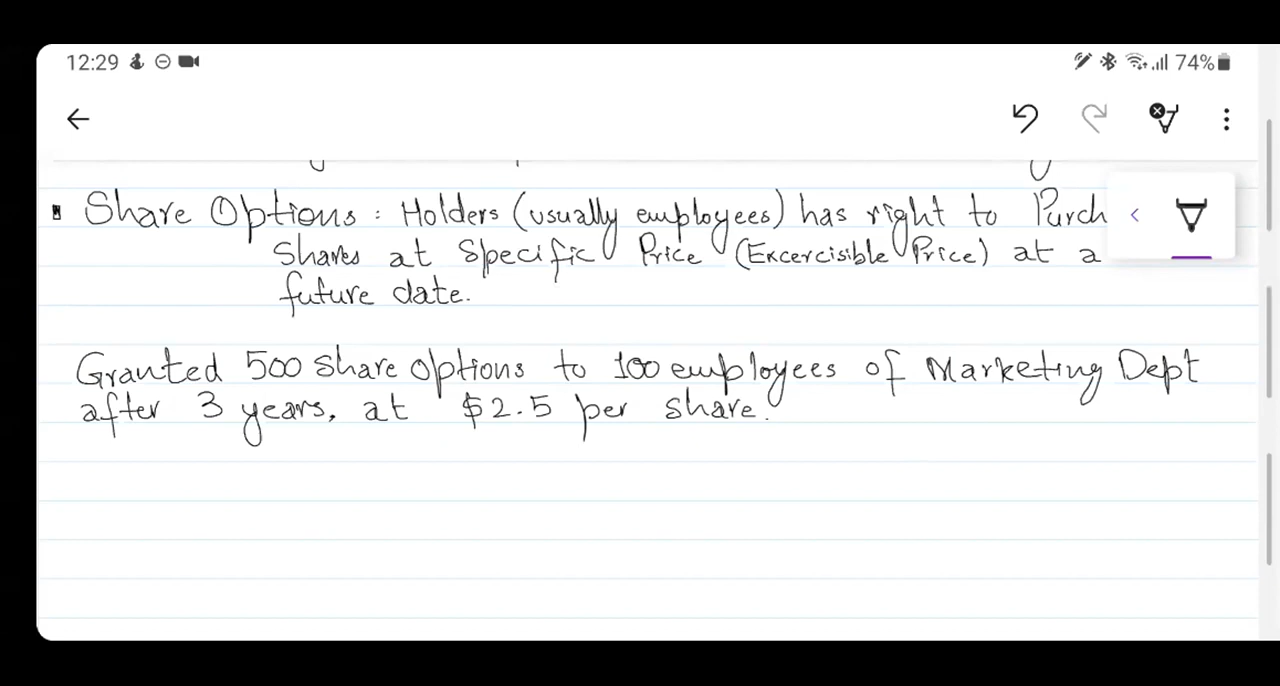 12:29
74%
Share Options : Holders (usually employees) has right to Purch
Shares at Specific Price (Excercisible Price) at a
future date.
Granted 500 share options to 100 employees of Marketing Dept
after 3 years, at $2.5 per share.